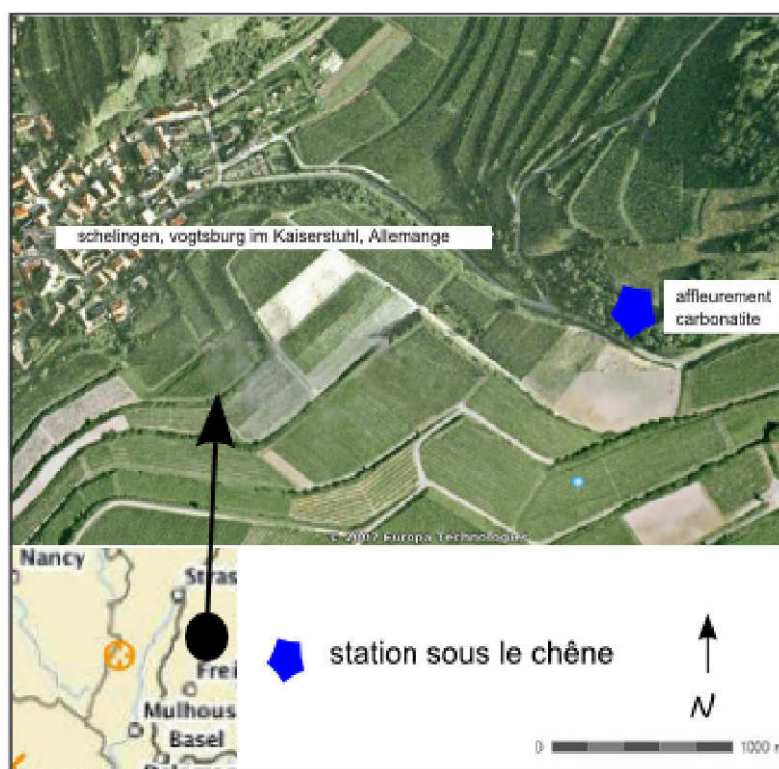 schelingen, vogtsburg im Kaiserstuhl, Allemange
affleurement
carbonatite
© 2007 Europa Technologies
Nancy
Stras
Frei
Mulhous
Basel
station sous le chêne
N
0 1000 m